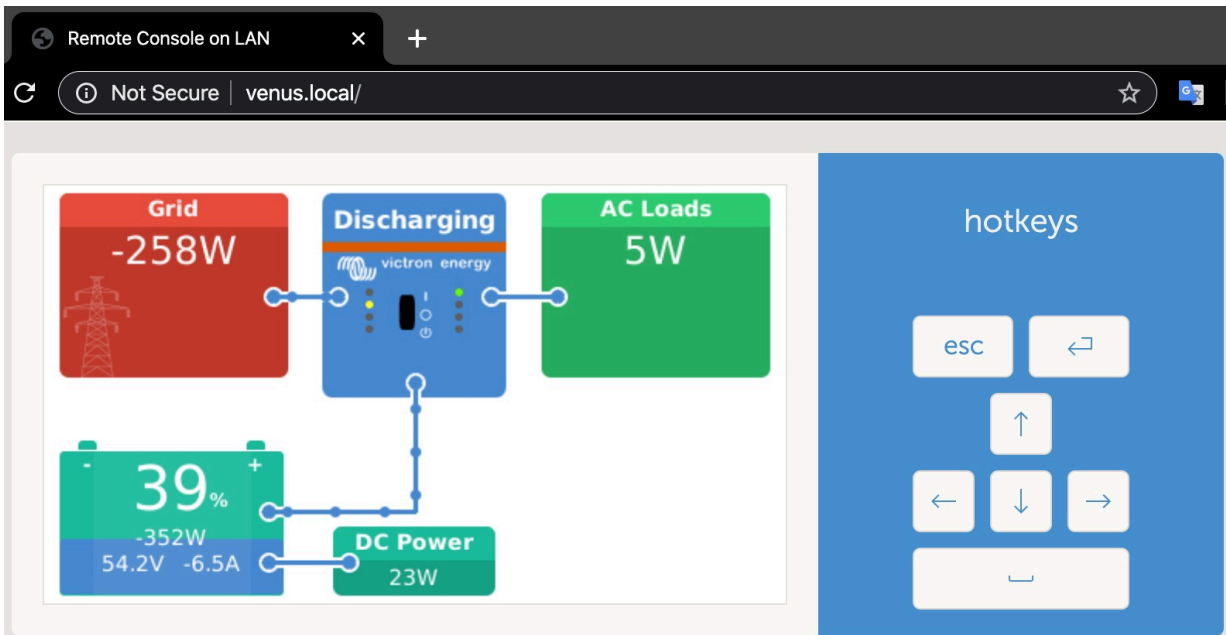 Remote Console on LAN
Not Secure venus.local/
Grid
-258W
Discharging
victron energy
AC Loads
5W
39%
-352W
54.2V -6.5A
DC Power
23W
hotkeys
esc